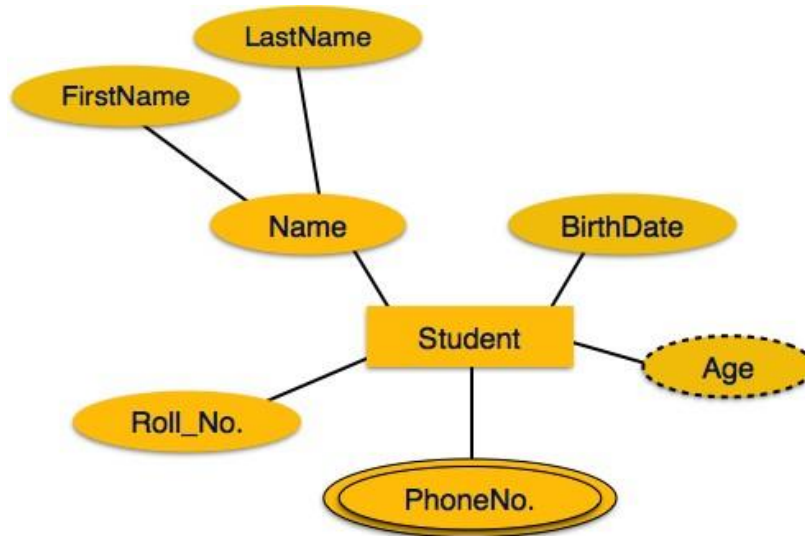 LastName
FirstName
Name
BirthDate
Student
Age
Roll_No.
PhoneNo.